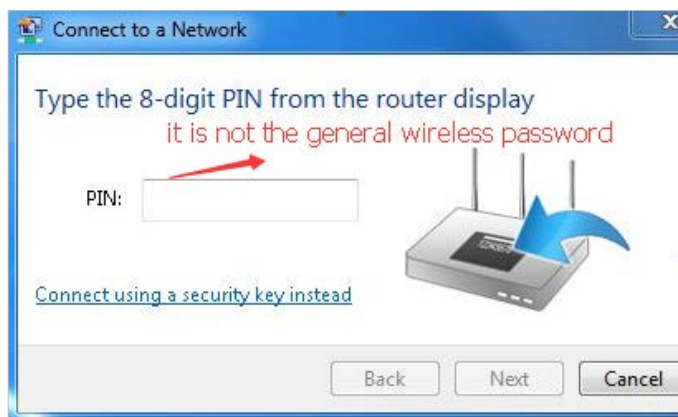 Connect to a Network
X
Type the 8-digit PIN from the router display
it is not the general wireless password
PIN:
Connect using a security key instead
Back
Next
Cancel